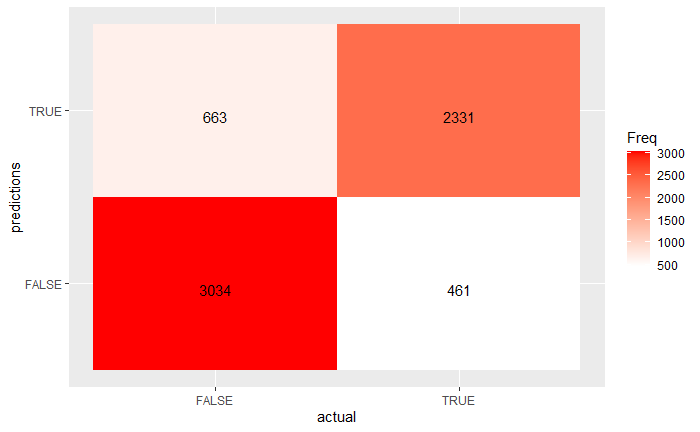 TRUE
663
2331
predictions
FALSE
3034
461
FALSE
TRUE
actual
Freq
3000
2500
2000
1500
1000
500